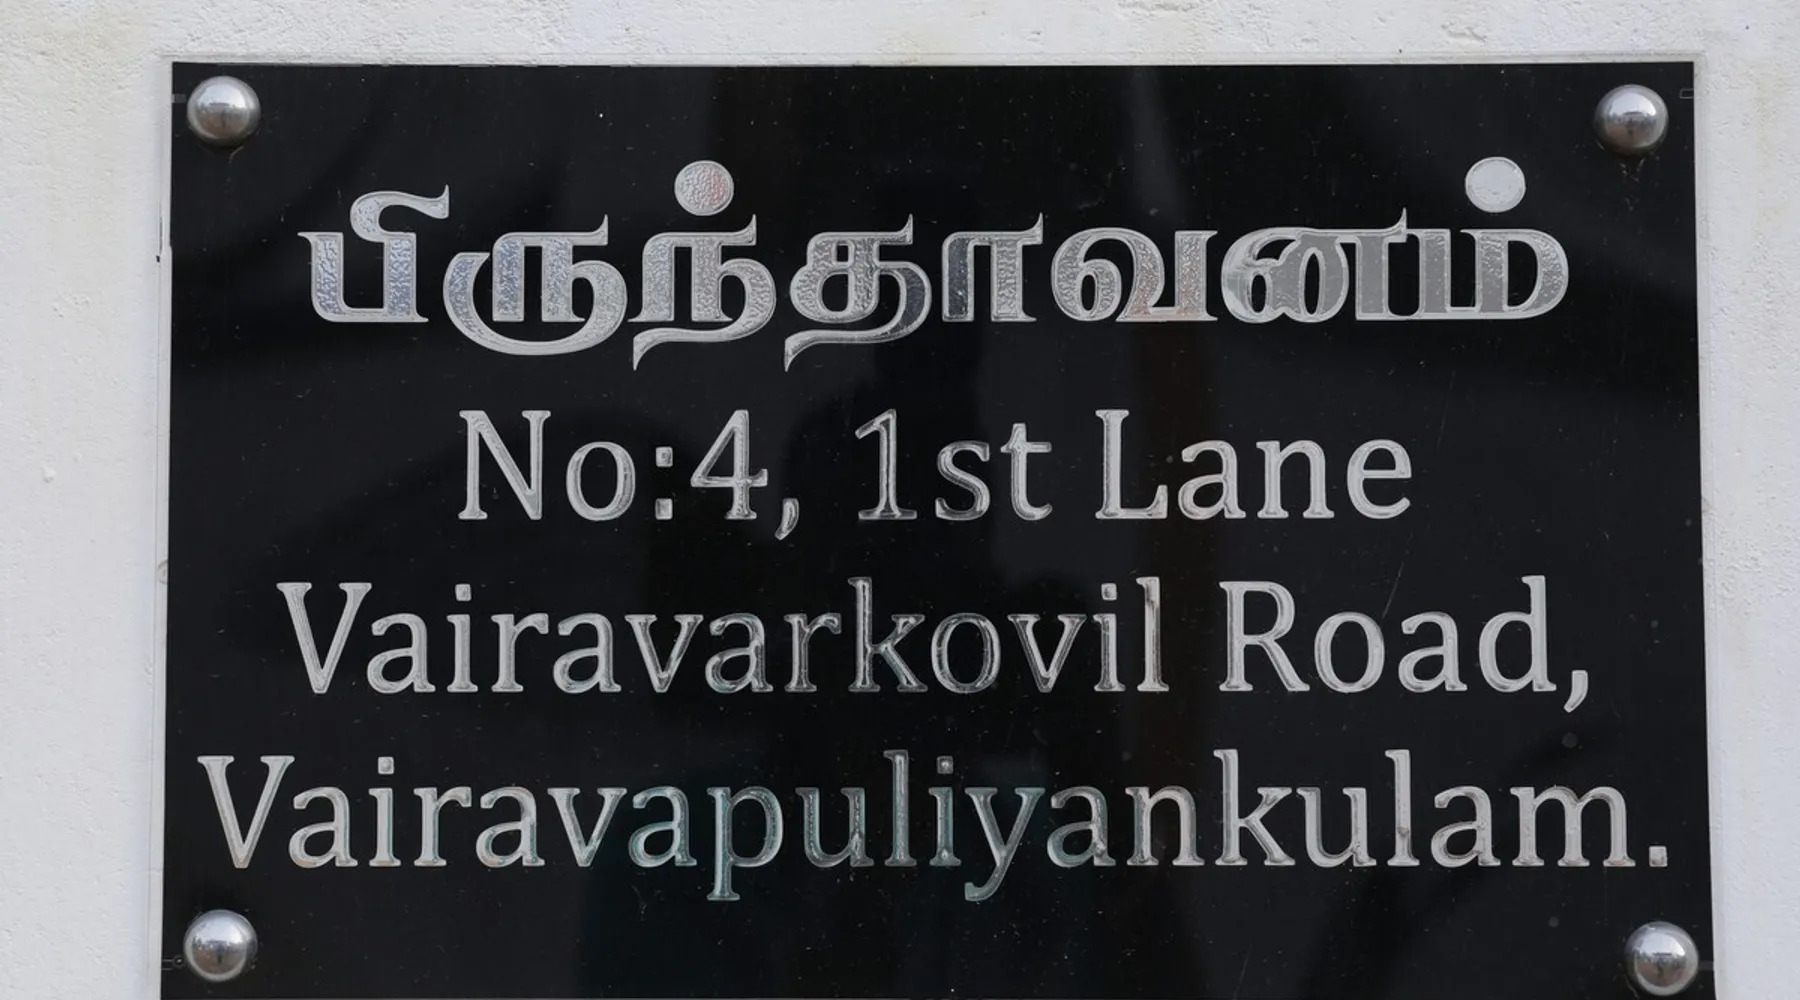 பிருந்தாவனம்
No:4, 1st Lane
Vairavarkovil Road,
Vairavapuliyankulam.